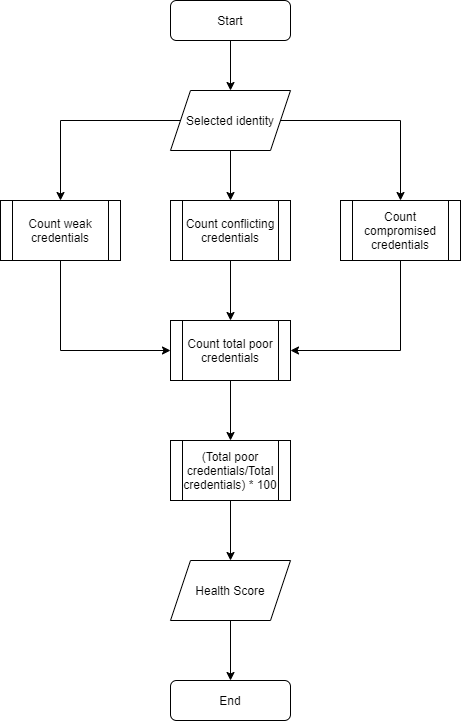 Start
Selected identity
Count weak
credentials
Count conflicting
credentials
Count
compromised
credentials
Count total poor
credentials
(Total poor
credentials/Total
credentials) * 100
Health Score
End